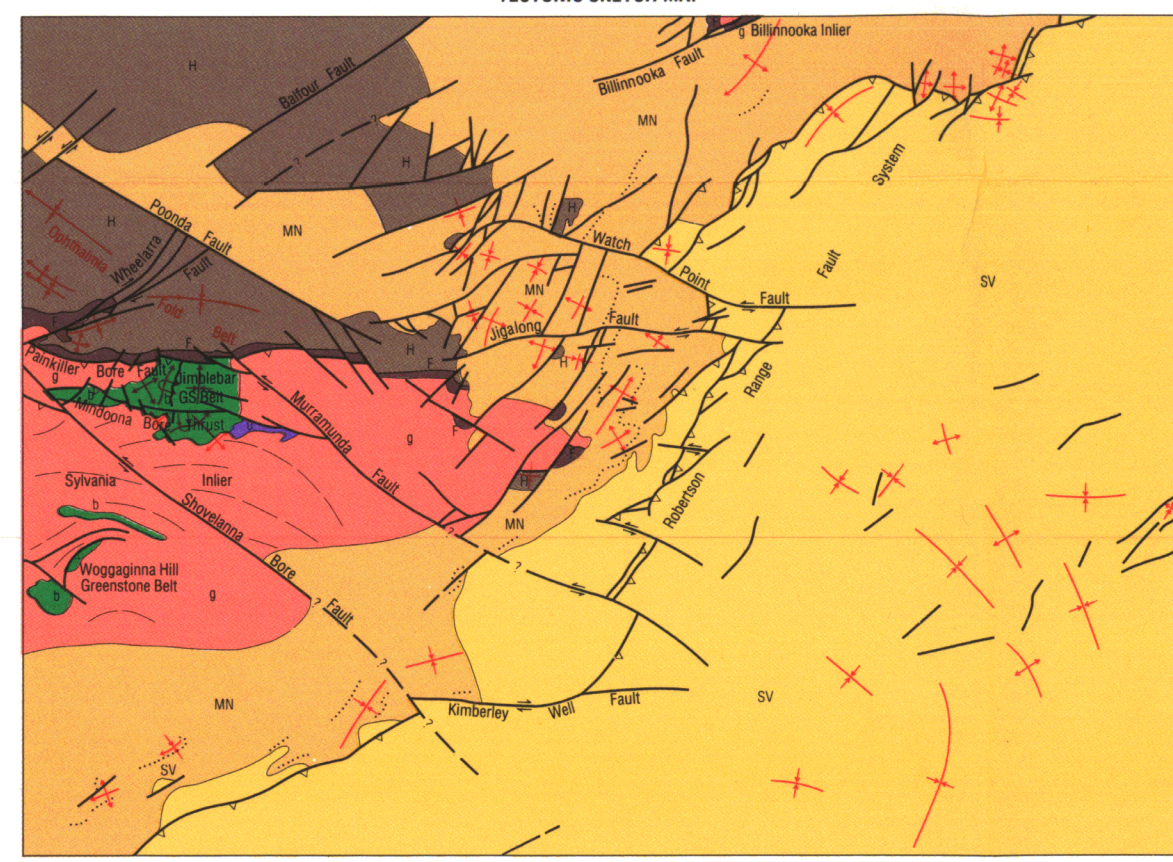 TECTONIC SKETCH MAP
g Billinnooka Inlier
H
Balfour Fault
Billinnooka Fault
MN
?
H
?
System
H
H
Poonda Fault
MN
Watch Point Fault
Ophthalmia Fold Belt
Wheelarra Fault
Fault
SV
MN
Jigalong Fault
H
F
F
H
Range
Painkiller Bore Fault
g
Jimblebar
GS Belt
b
b
Mindoona Bore Thrust
u
Murramunda Fault
g
F
F
H
Sylvania Inlier
b
Shovelanna Bore Fault
Robertson
MN
?
?
Woggaginna Hill
Greenstone Belt
b
g
?
?
MN
Kimberley Well Fault
SV
?
SV